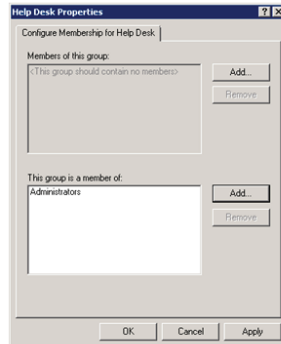 Help Desk Properties
Configure Membership for Help Desk
Members of this group:
<This group should contain no members>
Add...
Remove
This group is a member of:
Administrators
Add...
Remove
OK
Cancel
Apply